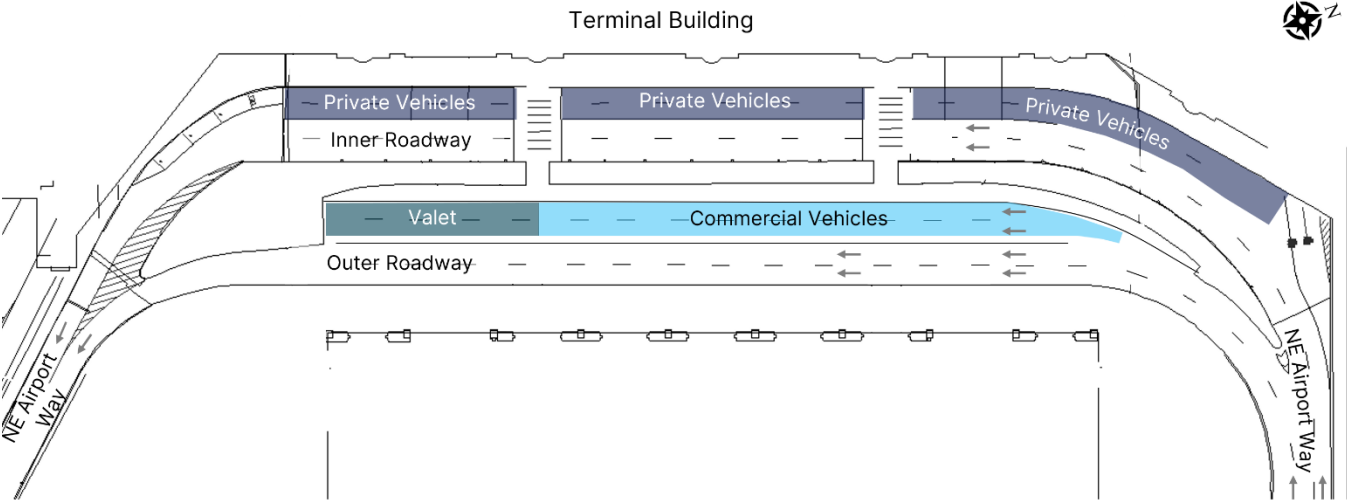 Terminal Building
N
Private Vehicles
Private Vehicles
Private Vehicles
Inner Roadway
Valet
Commercial Vehicles
Outer Roadway
NE Airport
Way
NE Airport Way